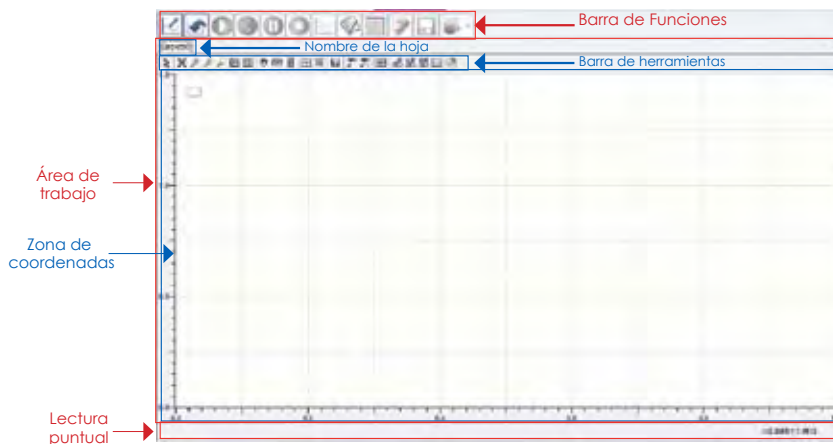 Barra de Funciones
Nombre de la hoja
Barra de herramientas
Área de
trabajo
Zona de
coordenadas
Lectura
puntual